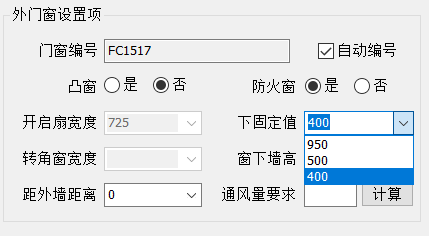 外门窗设置项
门窗编号 FC1517 自动编号
凸窗 是 否 防火窗 是 否
开启扇宽度 725 下固定值 400
950
转角窗宽度 窗下墙高 500
400
距外墙距离 0 通风量要求 计算